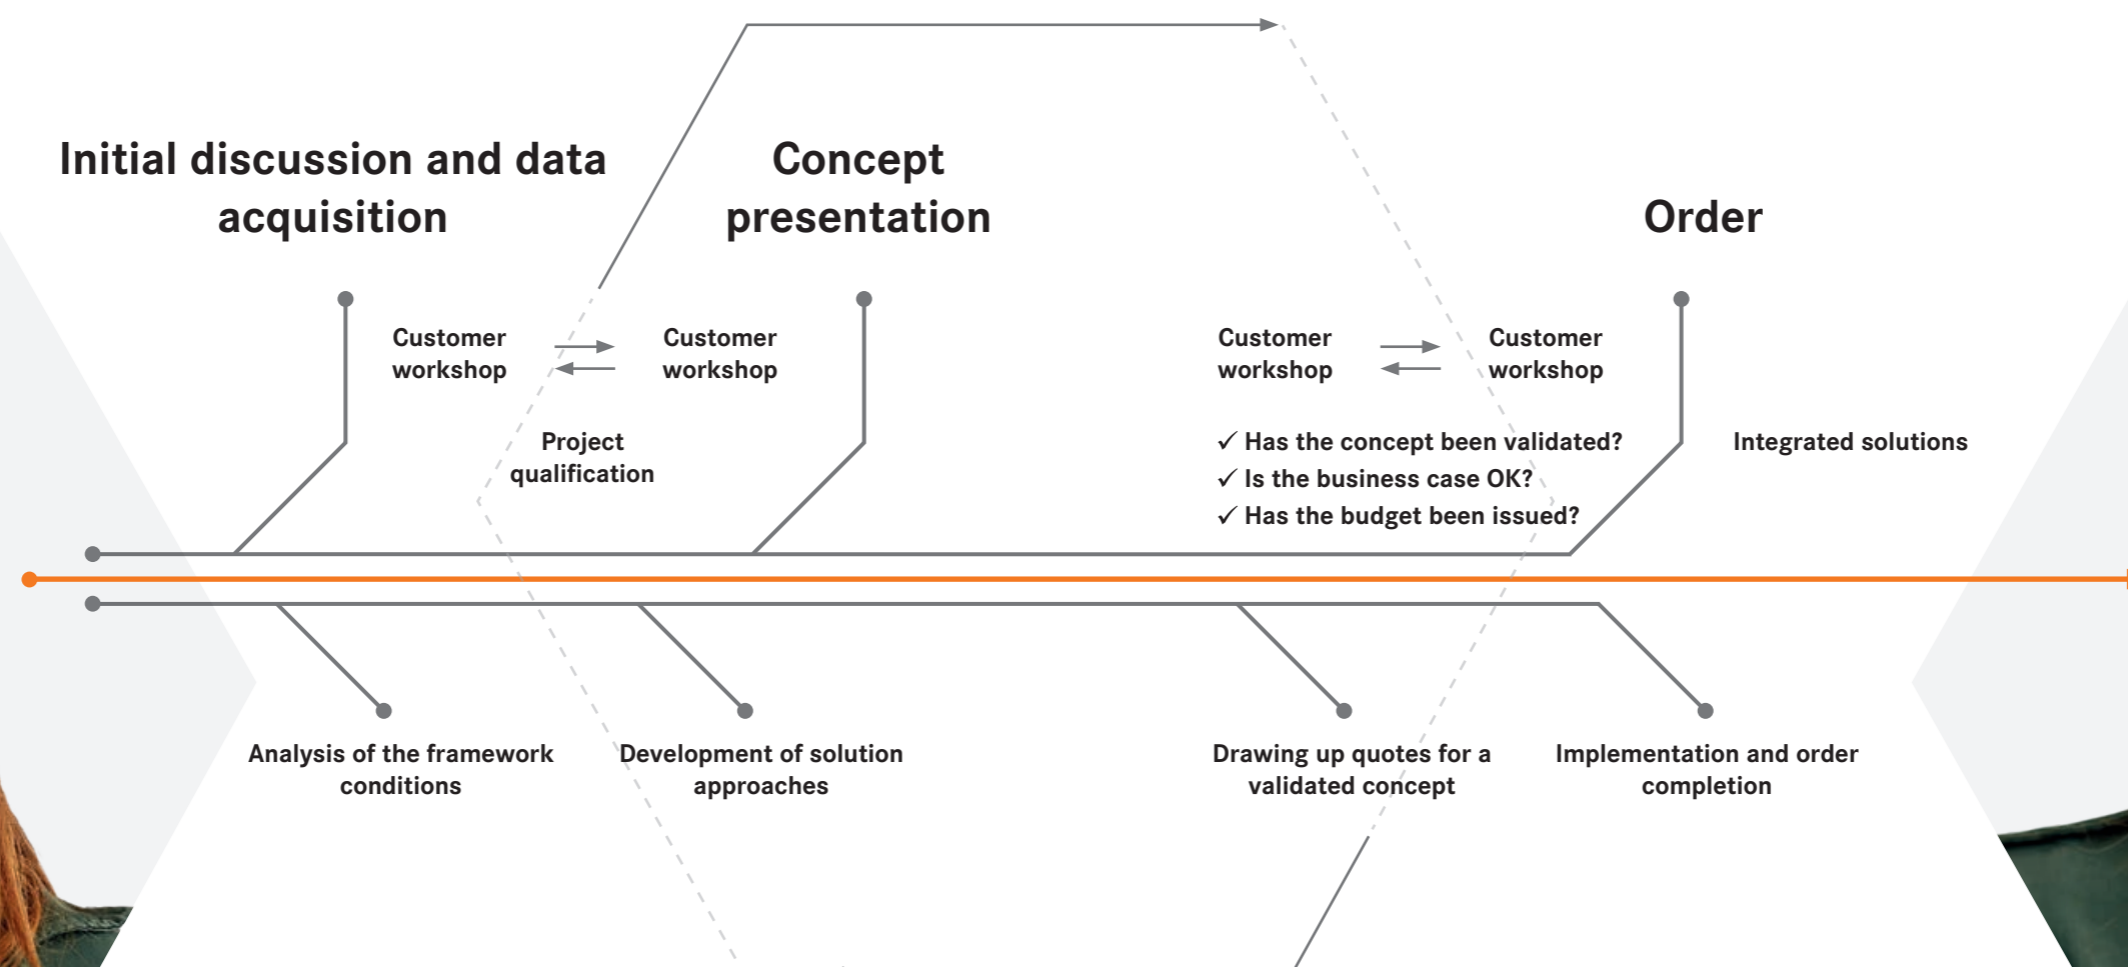 Initial discussion and data
acquisition
Concept
presentation
Order
Customer
workshop
Customer
workshop
Customer
workshop
Customer
workshop
Project
qualification
✓ Has the concept been validated?
✓ Is the business case OK?
✓ Has the budget been issued?
Integrated solutions
Analysis of the framework
conditions
Development of solution
approaches
Drawing up quotes for a
validated concept
Implementation and order
completion